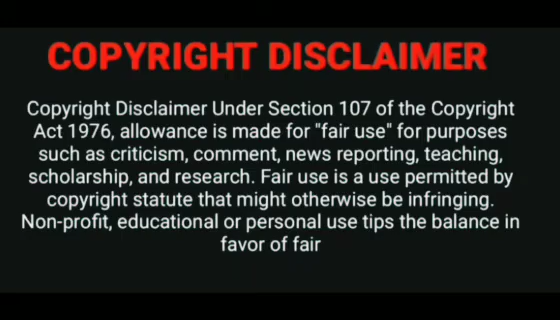 COPYRIGHT DISCLAIMER
Copyright Disclaimer Under Section 107 of the Copyright
Act 1976, allowance is made for "fair use" for purposes
such as criticism, comment, news reporting, teaching,
scholarship, and research. Fair use is a use permitted by
copyright statute that might otherwise be infringing.
Non-profit, educational or personal use tips the balance in
favor of fair